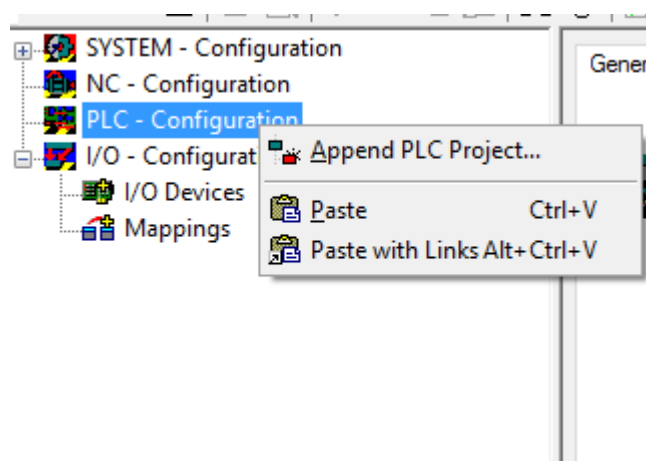 SYSTEM - Configuration
Gener
NC - Configuration
PLC - Configuration
Append PLC Project...
I/O - Configurat
I/O Devices
Paste Ctrl+V
Mappings
Paste with Links Alt+Ctrl+V